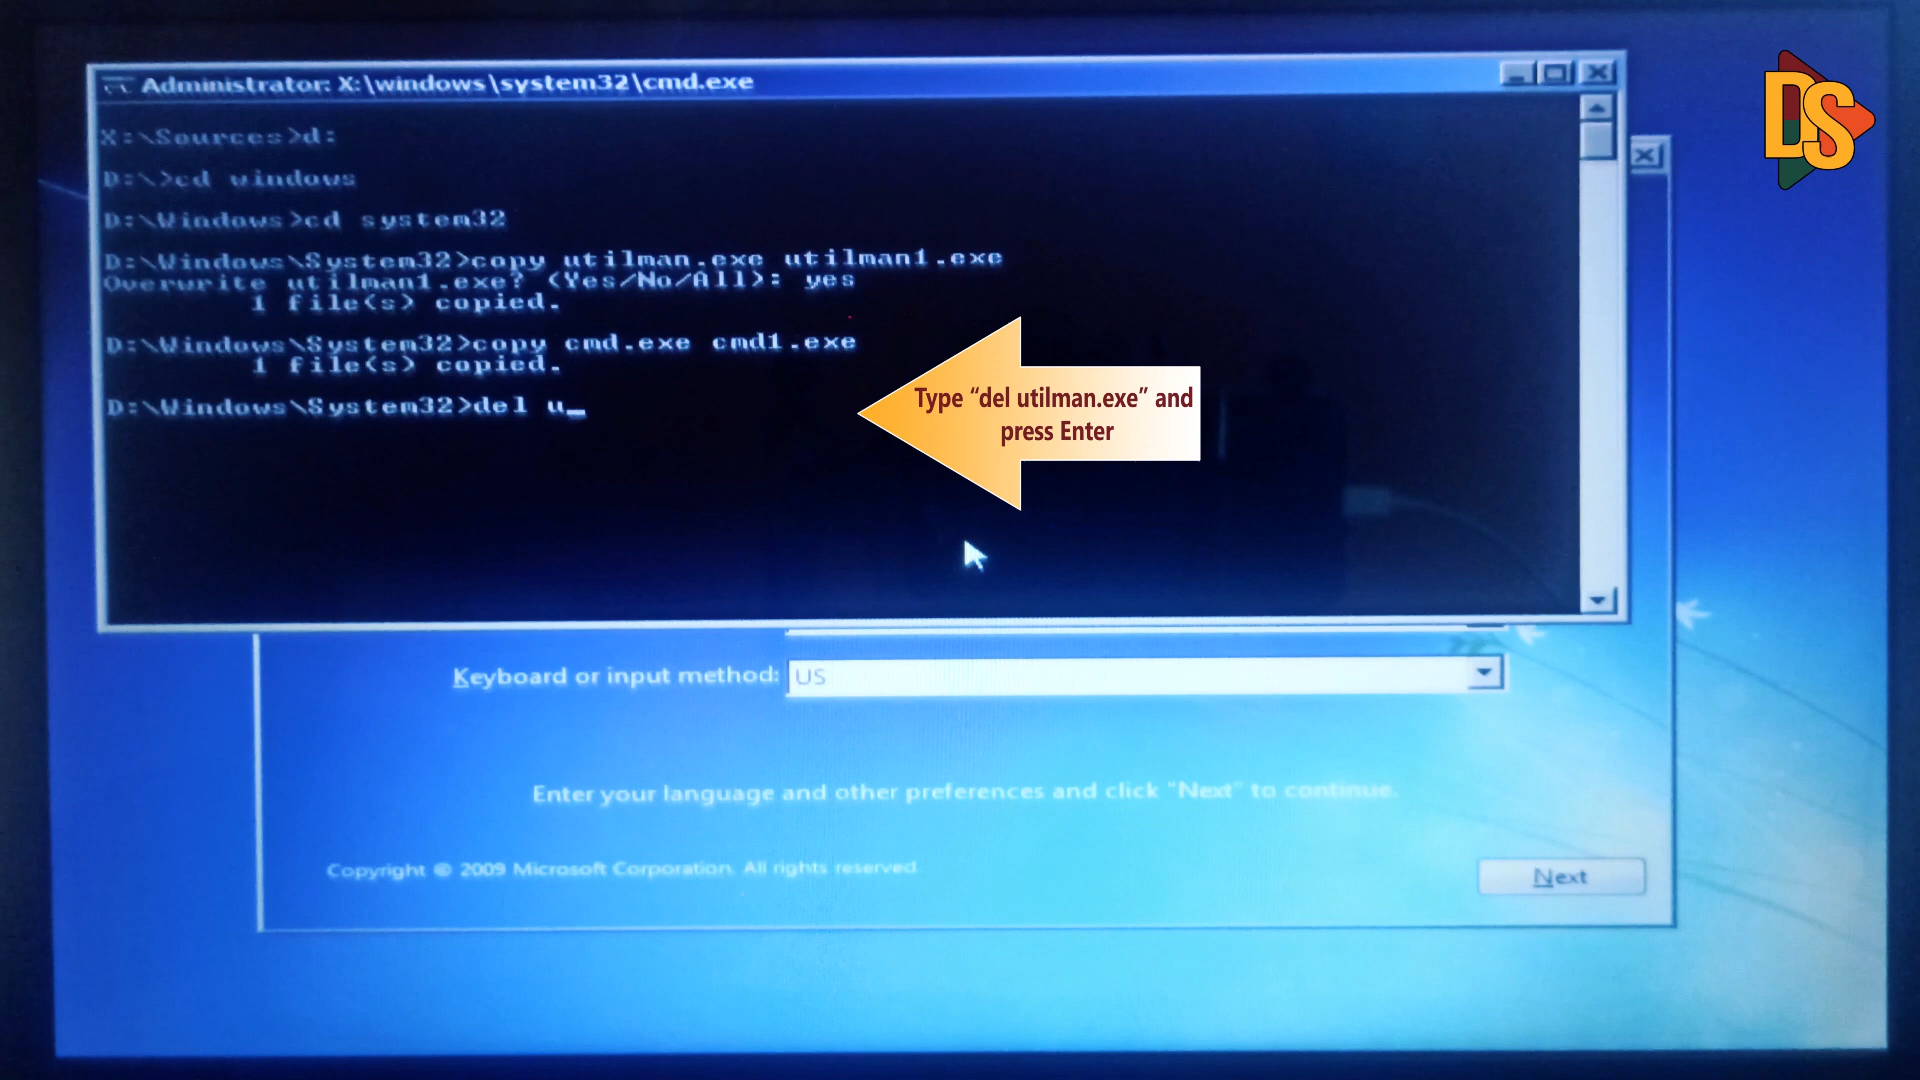 Administrator: X:\windows\system32\cmd.exe
X:\Sources>d:
D:\>cd windows
D:\Windows>cd system32
D:\Windows\System32>copy utilman.exe utilman1.exe
Overwrite utilman1.exe? (Yes/No/All): yes
1 file(s) copied.
D:\Windows\System32>copy cmd.exe cmd1.exe
1 file(s) copied.
D:\Windows\System32>del u_
Type “del utilman.exe” and
press Enter
Keyboard or input method: US
Enter your language and other preferences and click "Next" to continue.
Copyright © 2009 Microsoft Corporation. All rights reserved.
Next
DS